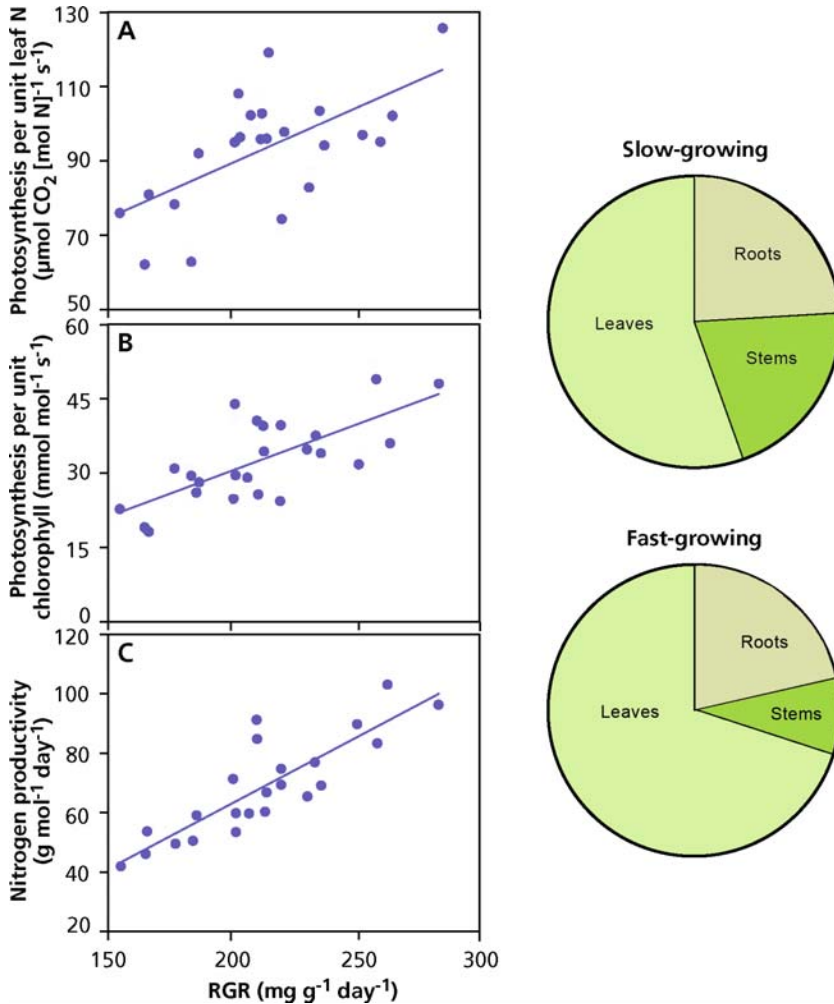 A
Photosynthesis per unit leaf N
(µmol CO₂ [mol N]⁻¹ s⁻¹)
130
110
90
70
50
B
Photosynthesis per unit
chlorophyll (mmol mol⁻¹ s⁻¹)
60
45
30
15
0
C
Nitrogen productivity
(g mol⁻¹ day⁻¹)
120
100
80
60
40
20
150
200
250
300
RGR (mg g⁻¹ day⁻¹)
Slow-growing
Roots
Leaves
Stems
Fast-growing
Roots
Leaves
Stems